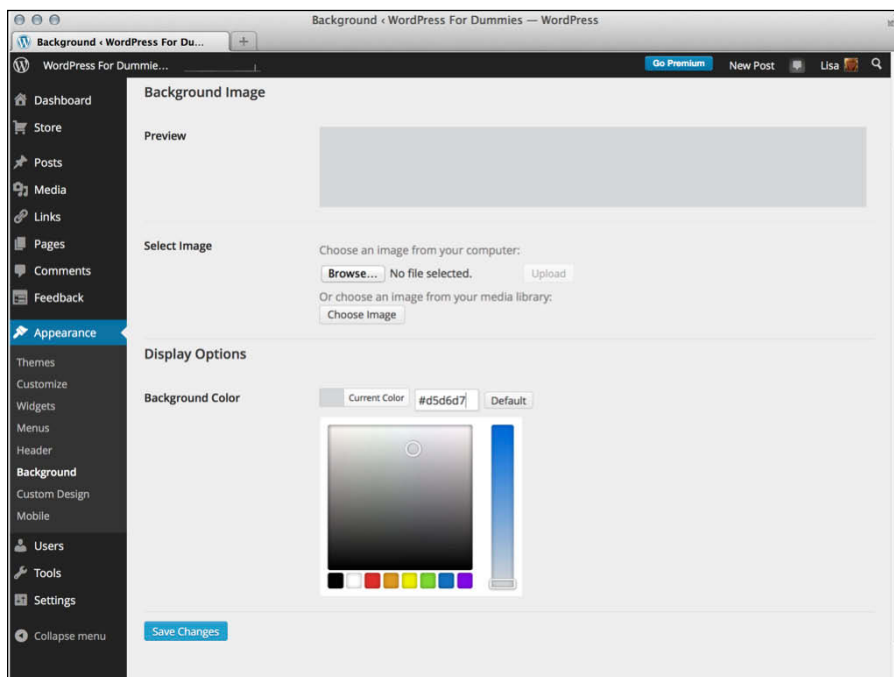 Background ‹ WordPress For Dummies — WordPress
Background ‹ WordPress For Du...
WordPress For Dummie...
Go Premium
New Post
Lisa
Dashboard
Store
Posts
Media
Links
Pages
Comments
Feedback
Appearance
Themes
Customize
Widgets
Menus
Header
Background
Custom Design
Mobile
Users
Tools
Settings
Collapse menu
Background Image
Preview
Select Image
Choose an image from your computer:
Browse... No file selected. Upload
Or choose an image from your media library:
Choose Image
Display Options
Background Color
Current Color #d5d6d7 Default
Save Changes